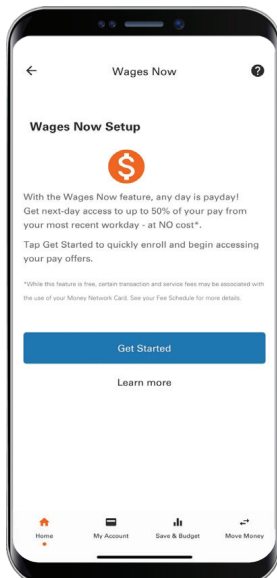 Wages Now
?
Wages Now Setup
$
With the Wages Now feature, any day is payday!
Get next-day access to up to 50% of your pay from
your most recent workday - at NO cost*.
Tap Get Started to quickly enroll and begin accessing
your pay offers.
*While this feature is free, certain transaction and service fees may be associated with
the use of your Money Network Card. See your Fee Schedule for more details.
Get Started
Learn more
Home
My Account
Save & Budget
Move Money